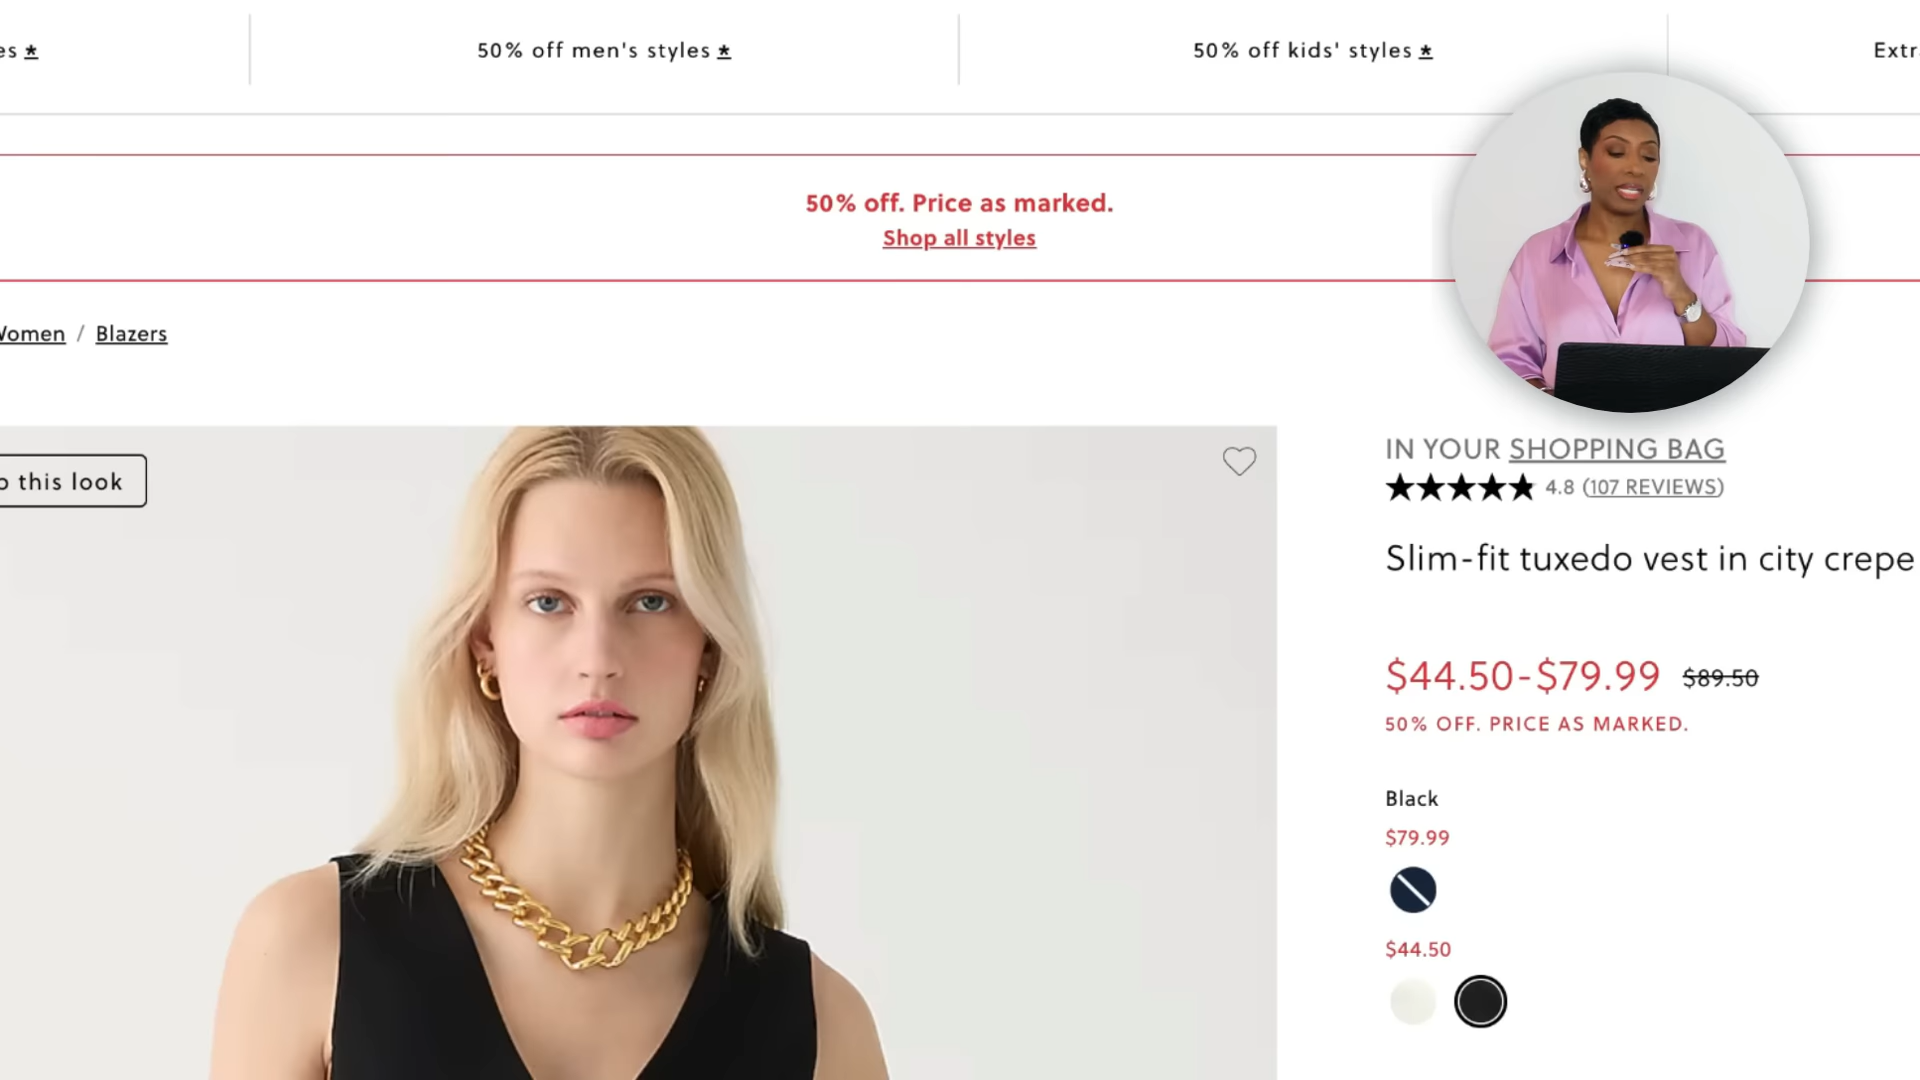 50% off men's styles *
50% off kids' styles *
50% off. Price as marked.
Shop all styles
Women / Blazers
this look
IN YOUR SHOPPING BAG
4.8 (107 REVIEWS)
Slim-fit tuxedo vest in city crepe
$44.50-$79.99 $89.50
50% OFF. PRICE AS MARKED.
Black
$79.99
$44.50